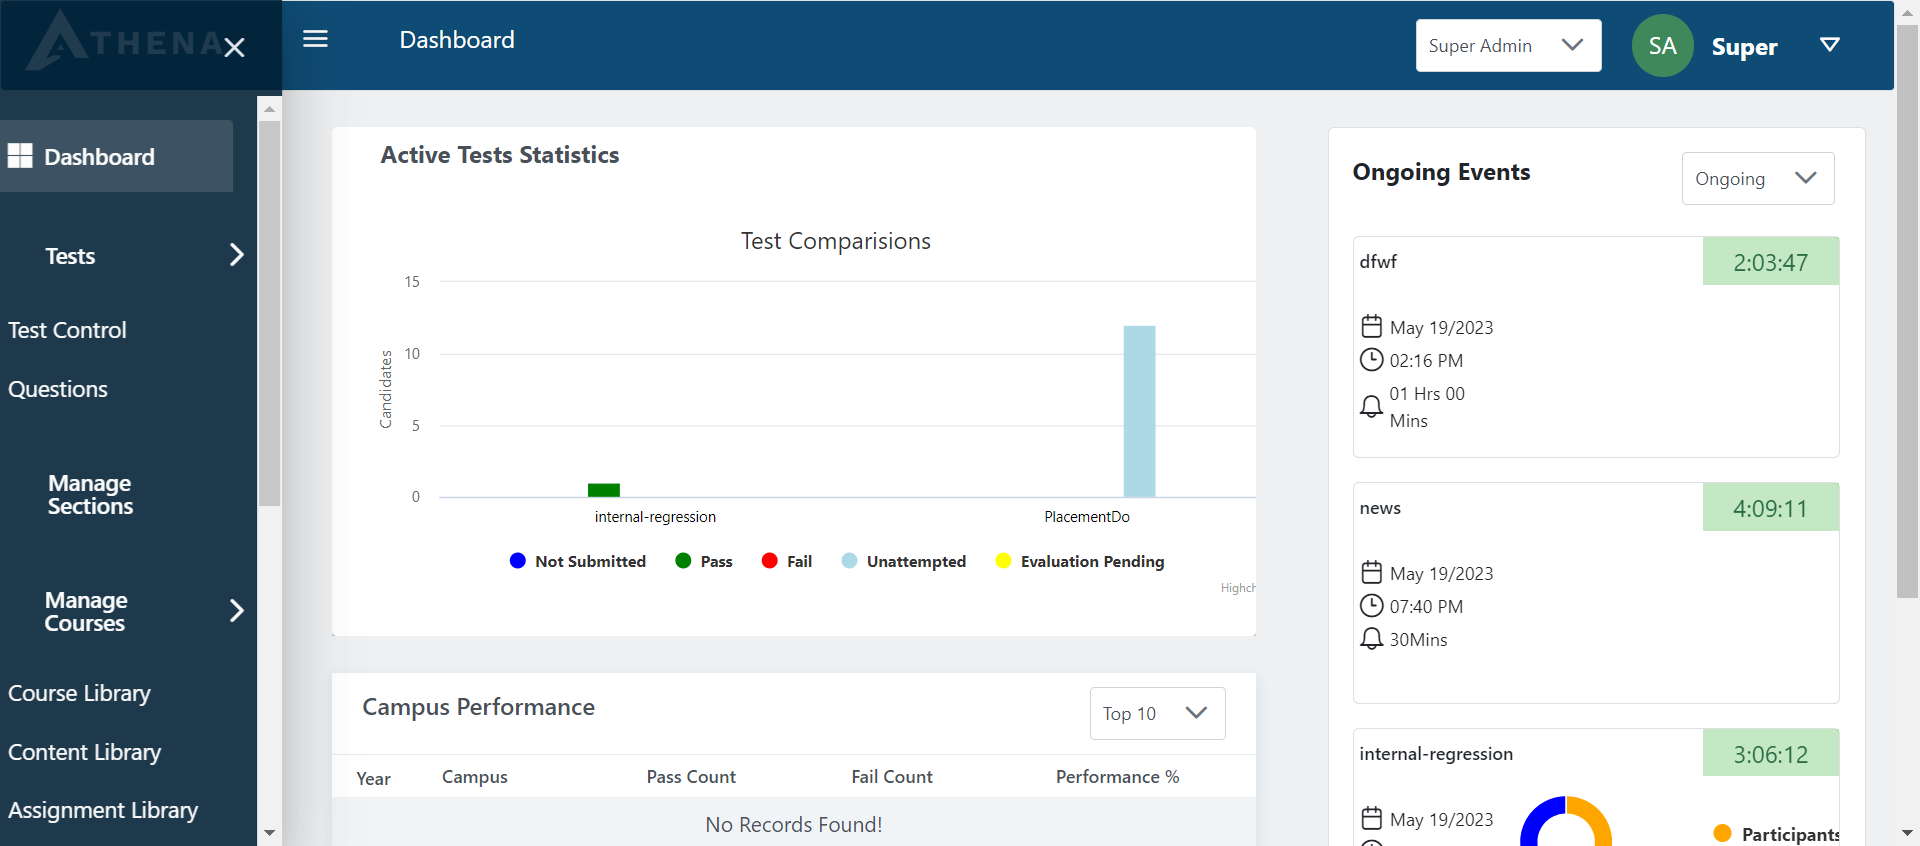 ATHENA
Dashboard
Super Admin
SA
Super
Dashboard
Tests
Test Control
Questions
Manage
Sections
Manage
Courses
Course Library
Content Library
Assignment Library
Active Tests Statistics
Test Comparisions
Candidates
15
10
5
0
internal-regression
PlacementDo
Not Submitted
Pass
Fail
Unattempted
Evaluation Pending
Highch
Campus Performance
Top 10
Year
Campus
Pass Count
Fail Count
Performance %
No Records Found!
Ongoing Events
Ongoing
dfwf
2:03:47
May 19/2023
02:16 PM
01 Hrs 00
Mins
news
4:09:11
May 19/2023
07:40 PM
30Mins
internal-regression
3:06:12
May 19/2023
Participants